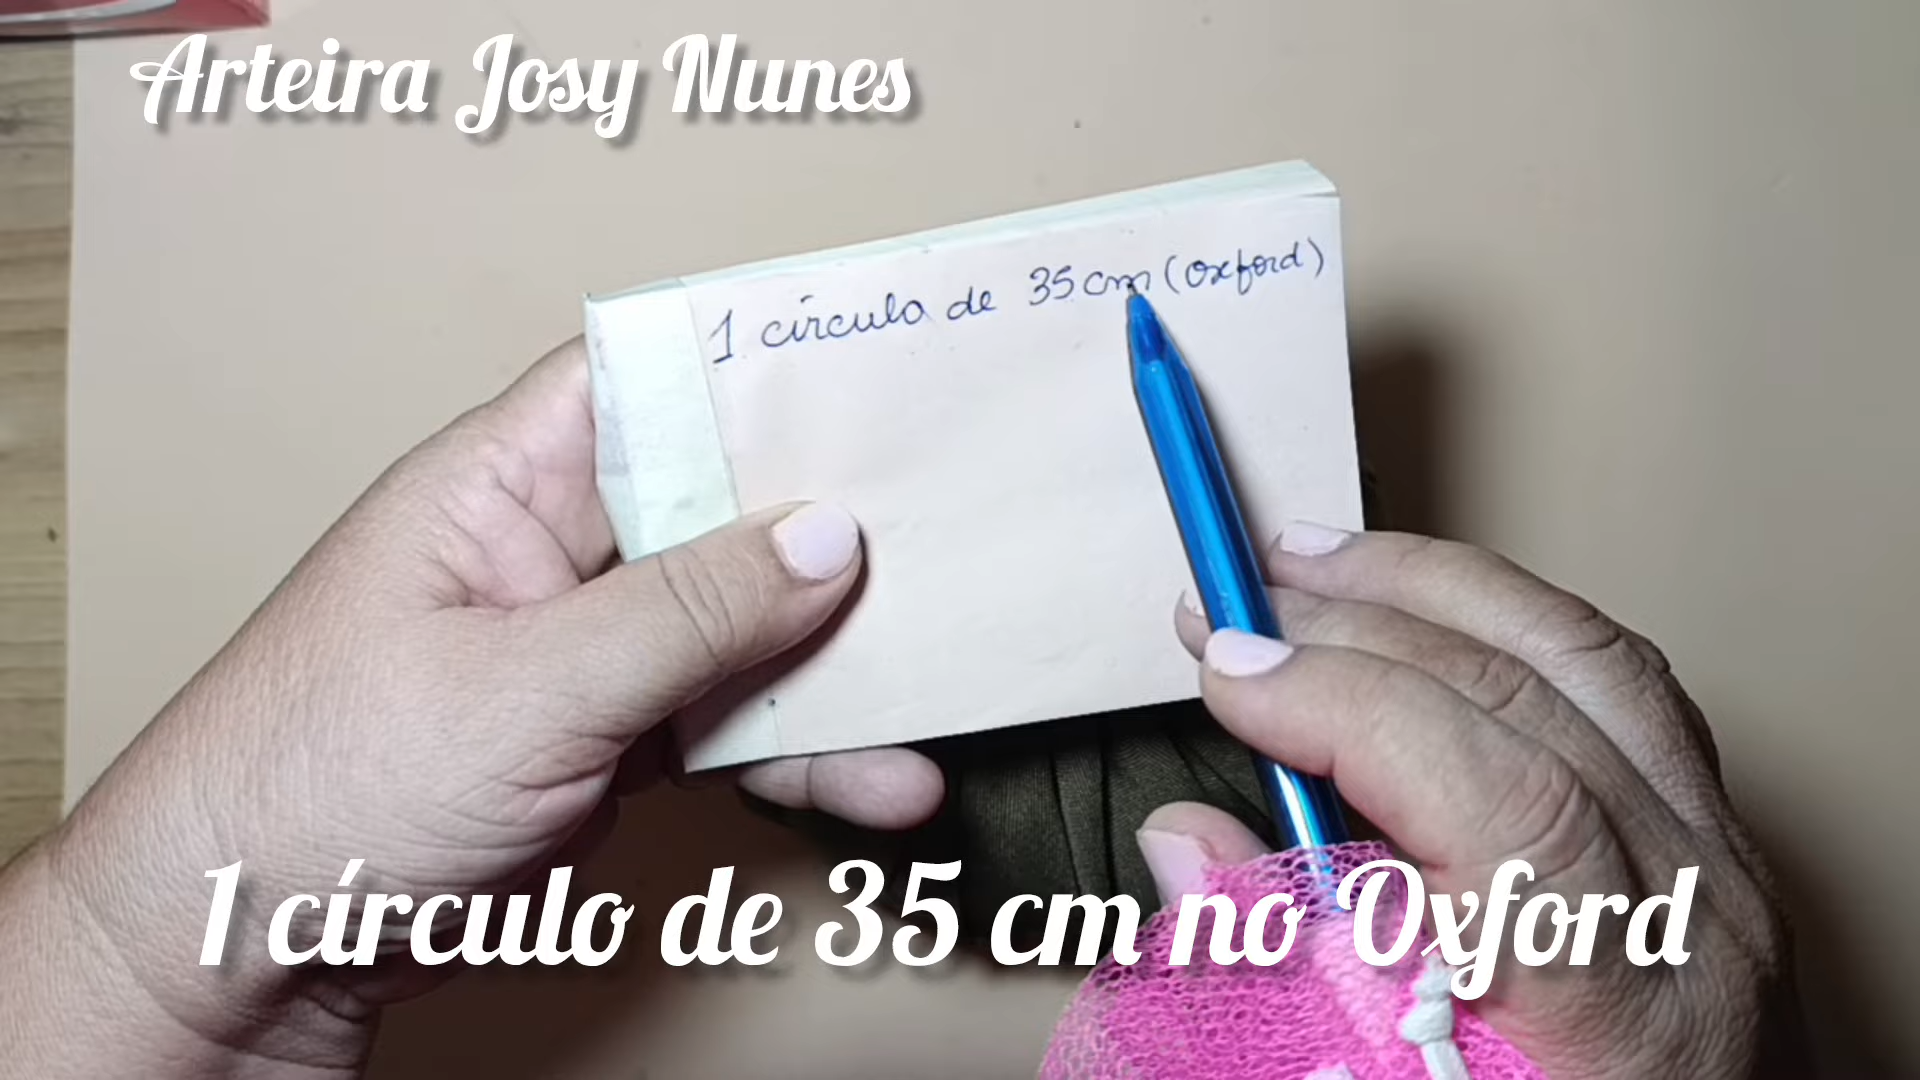 Arteira Josy Nunes
1 círculo de 35 cm (Oxford)
1 círculo de 35 cm no Oxford